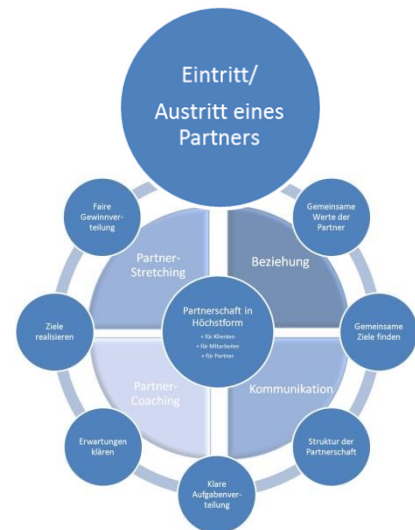 Eintritt/
Austritt eines
Partners
Faire
Gewinnver-
teilung
Gemeinsame
Werte der
Partner
Partner-
Stretching
Beziehung
Ziele
realisieren
Partnerschaft in
Höchstform
• für Klienten
• für Mitarbeiter
• für Partner
Gemeinsame
Ziele finden
Partner-
Coaching
Kommunikation
Erwartungen
klären
Struktur der
Partnerschaft
Klare
Aufgabenver-
teilung